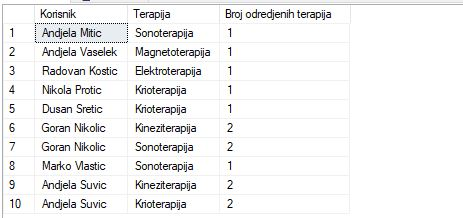 Korisnik Terapija Broj odredjenih terapija
1 Andjela Mitic Sonoterapija 1
2 Andjela Vaselek Magnetoterapija 1
3 Radovan Kostic Elektroterapija 1
4 Nikola Protic Krioterapija 1
5 Dusan Sretic Krioterapija 1
6 Goran Nikolic Kineziterapija 2
7 Goran Nikolic Sonoterapija 2
8 Marko Vlastic Sonoterapija 1
9 Andjela Suvic Kineziterapija 2
10 Andjela Suvic Krioterapija 2